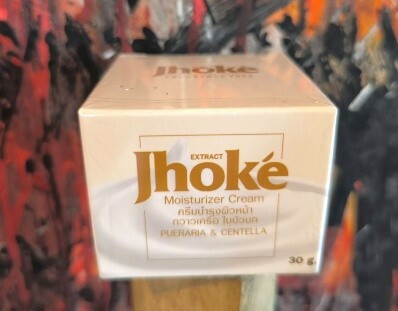 Jhoké
EXTRACT
Jhoké
Moisturizer Cream
ครีมบำรุงผิวหน้า
กวาวเครือ ใบบัวบก
PUERARIA & CENTELLA
30 g.